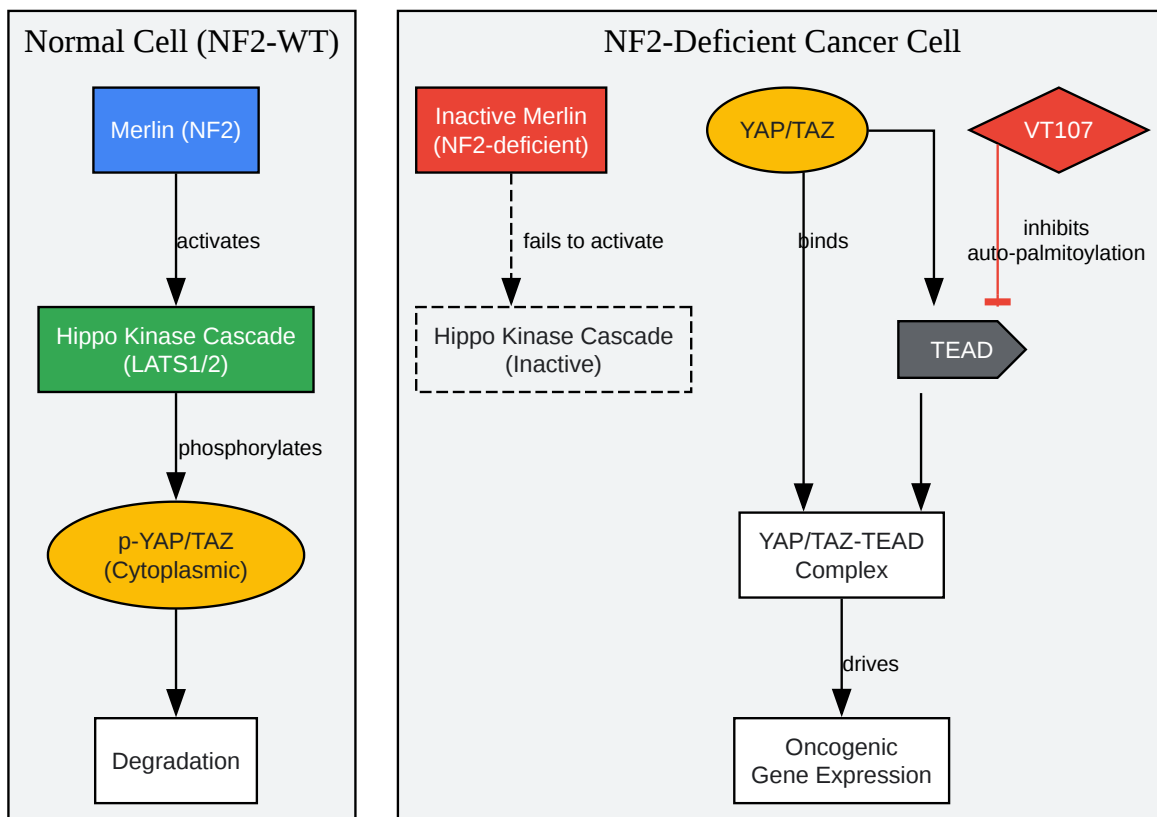 Normal Cell (NF2-WT)
Merlin (NF2)
activates
Hippo Kinase Cascade
(LATS1/2)
phosphorylates
p-YAP/TAZ
(Cytoplasmic)
Degradation
NF2-Deficient Cancer Cell
Inactive Merlin
(NF2-deficient)
fails to activate
Hippo Kinase Cascade
(Inactive)
YAP/TAZ
binds
VT107
inhibits
auto-palmitoylation
TEAD
YAP/TAZ-TEAD
Complex
drives
Oncogenic
Gene Expression